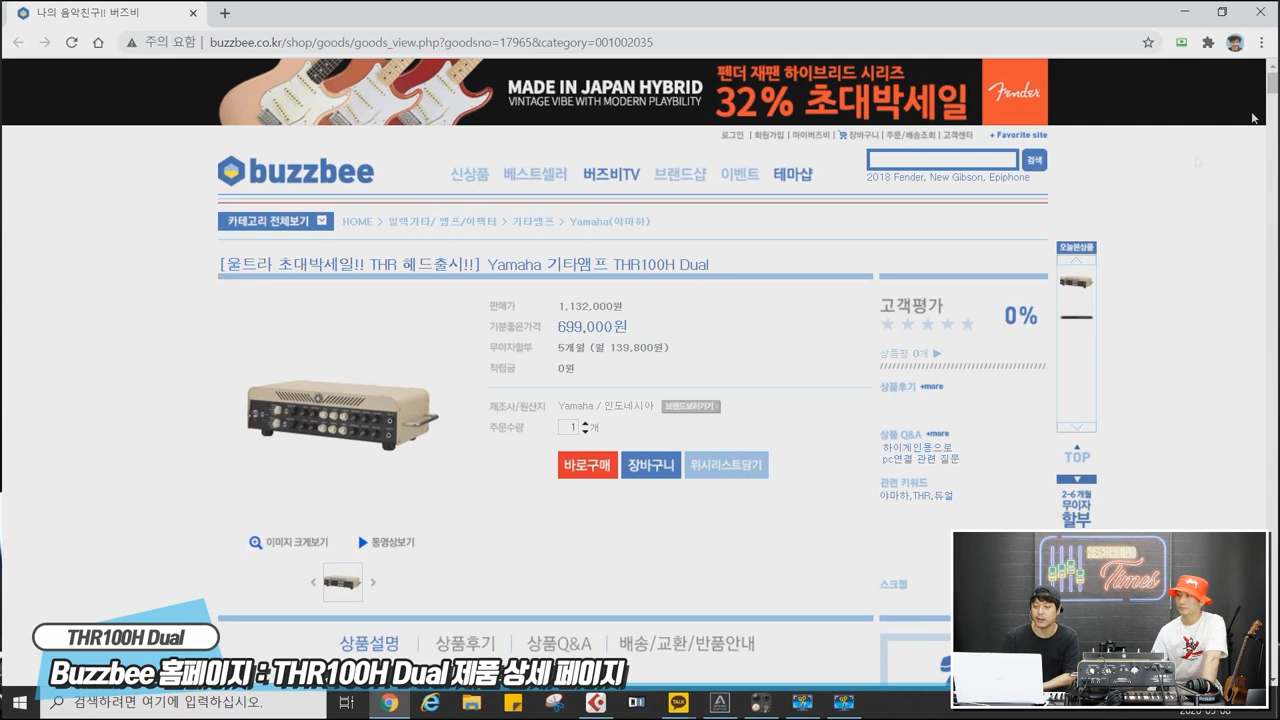 나의 음악친구!! 버즈비
주의 요함 | buzzbee.co.kr/shop/goods/goods_view.php?goodsno=17965&category=001002035
MADE IN JAPAN HYBRID
VINTAGE VIBE WITH MODERN PLAYBILITY
펜더 재팬 하이브리드 시리즈
32% 초대박세일
Fender
로그인 | 회원가입 | 마이버즈비 | 장바구니 | 주문/배송조회 | 고객센터 + Favorite site
buzzbee
신상품 베스트셀러 버즈비TV 브랜드샵 이벤트 테마샵
검색
2018 Fender, New Gibson, Epiphone
카테고리 전체보기
HOME > 일렉기타/ 앰프/이펙터 > 기타앰프 > Yamaha(야마하)
오늘본상품
[울트라 초대박세일!! THR 헤드출시!!] Yamaha 기타앰프 THR100H Dual
판매가 1,132,000원
기분좋은가격 699,000원
무이자할부 5개월 (월 139,800원)
적립금 0원
제조사/원산지 Yamaha / 인도네시아 브랜드보러가기
주문수량 1 개
바로구매 장바구니 위시리스트담기
고객평가
0%
상품평 0개
상품후기 +more
상품 Q&A +more
하이게인용으로
pc연결 관련 질문
관련 키워드
야마하,THR,듀얼
스크랩
TOP
2-6 개월
무이자
할부
이미지 크게보기 동영상보기
상품설명 | 상품후기 | 상품Q&A | 배송/교환/반품안내
THR100H Dual
Buzzbee 홈페이지 : THR100H Dual 제품 상세 페이지
Times
검색하려면 여기에 입력하십시오.
TALK
2020-09-08